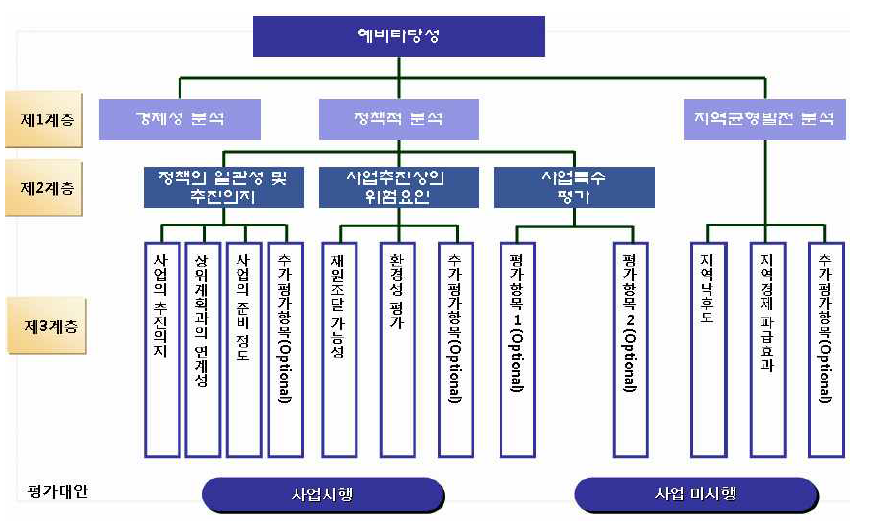 예비타당성
제1계층
경제성 분석
정책적 분석
지역균형발전 분석
제2계층
정책의 일관성 및
추진의지
사업추진상의
위험요인
사업특수
평가
제3계층
사업의 추진의지
상위계획과의 연계성
사업의 준비 정도
추가평가항목(Optional)
재원조달 가능성
환경성 평가
추가평가항목(Optional)
평가항목 1 (Optional)
평가항목 2 (Optional)
지역낙후도
지역경제 파급효과
추가평가항목(Optional)
평가대안
사업시행
사업 미시행